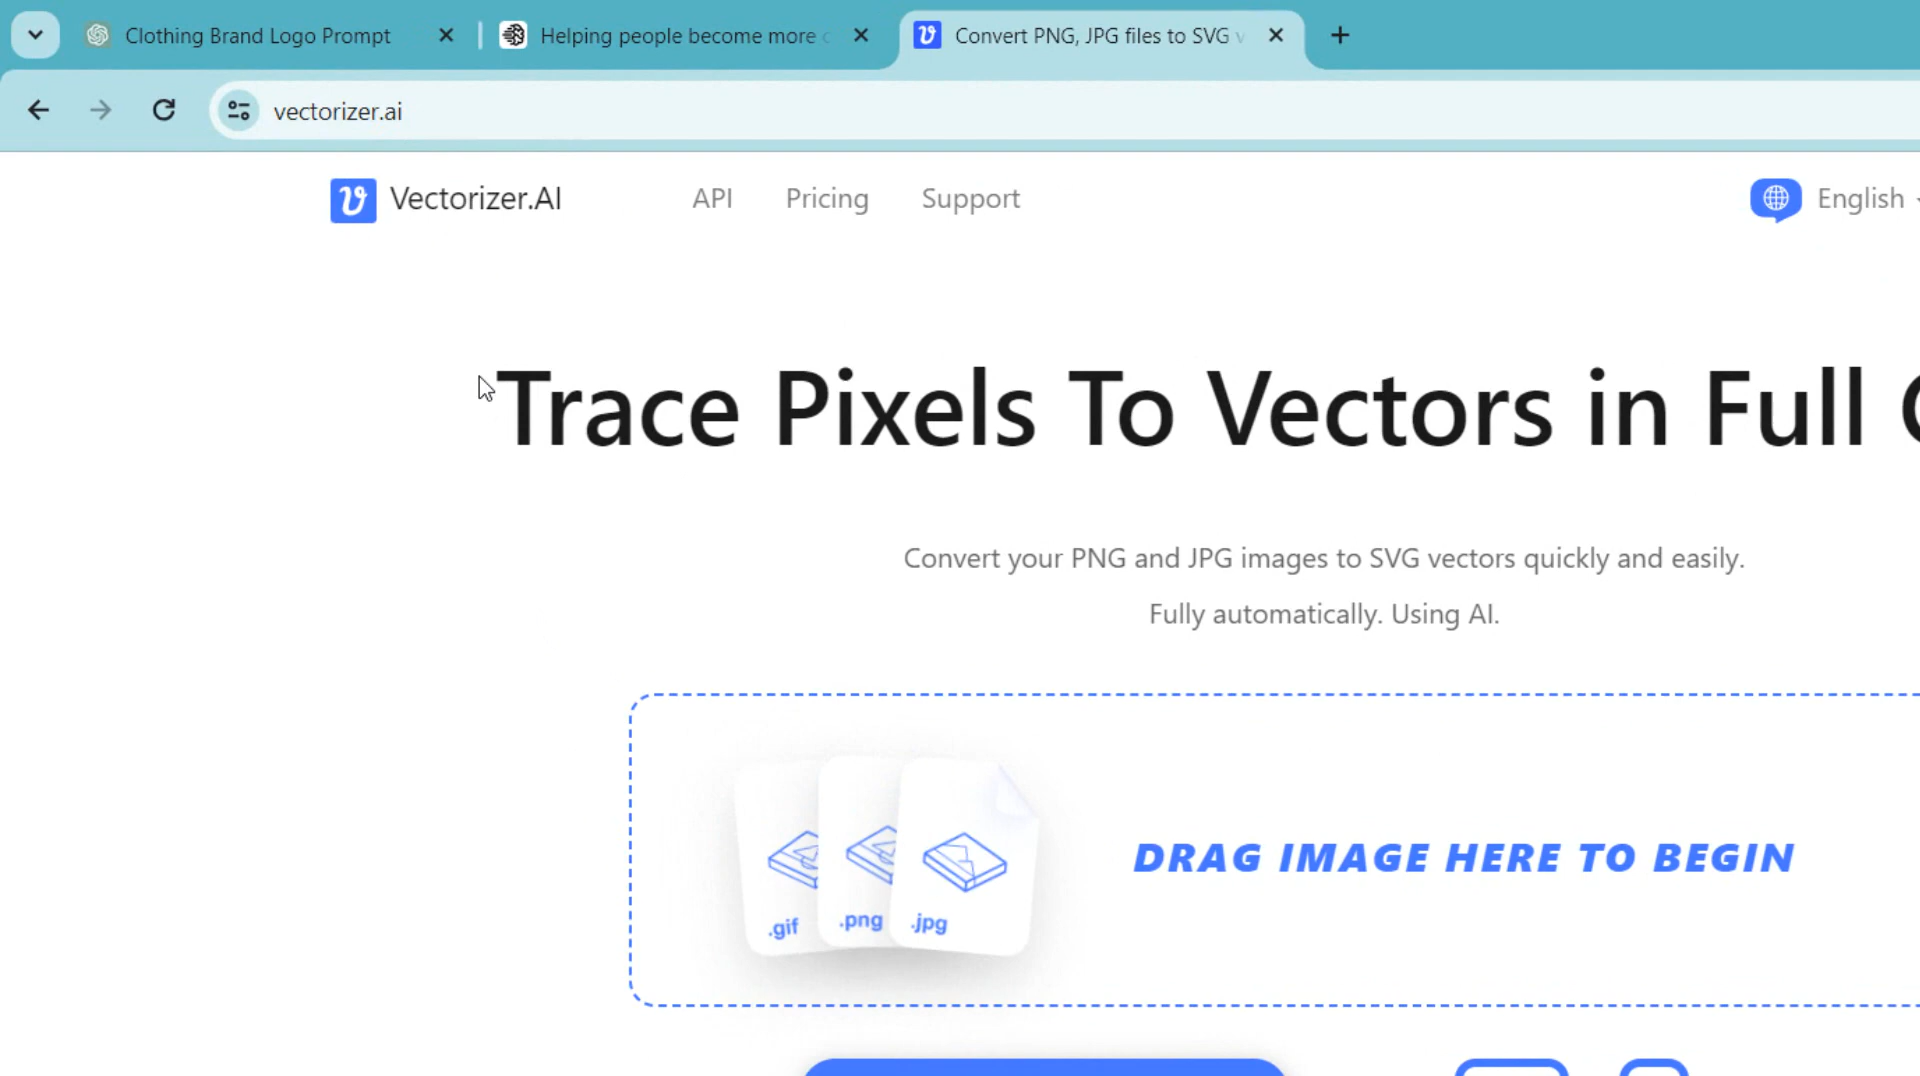 Clothing Brand Logo Prompt
Helping people become more
Convert PNG, JPG files to SVG
vectorizer.ai
Vectorizer.AI
API
Pricing
Support
English
Trace Pixels To Vectors in Full
Convert your PNG and JPG images to SVG vectors quickly and easily.
Fully automatically. Using AI.
DRAG IMAGE HERE TO BEGIN
.gif
.png
.jpg